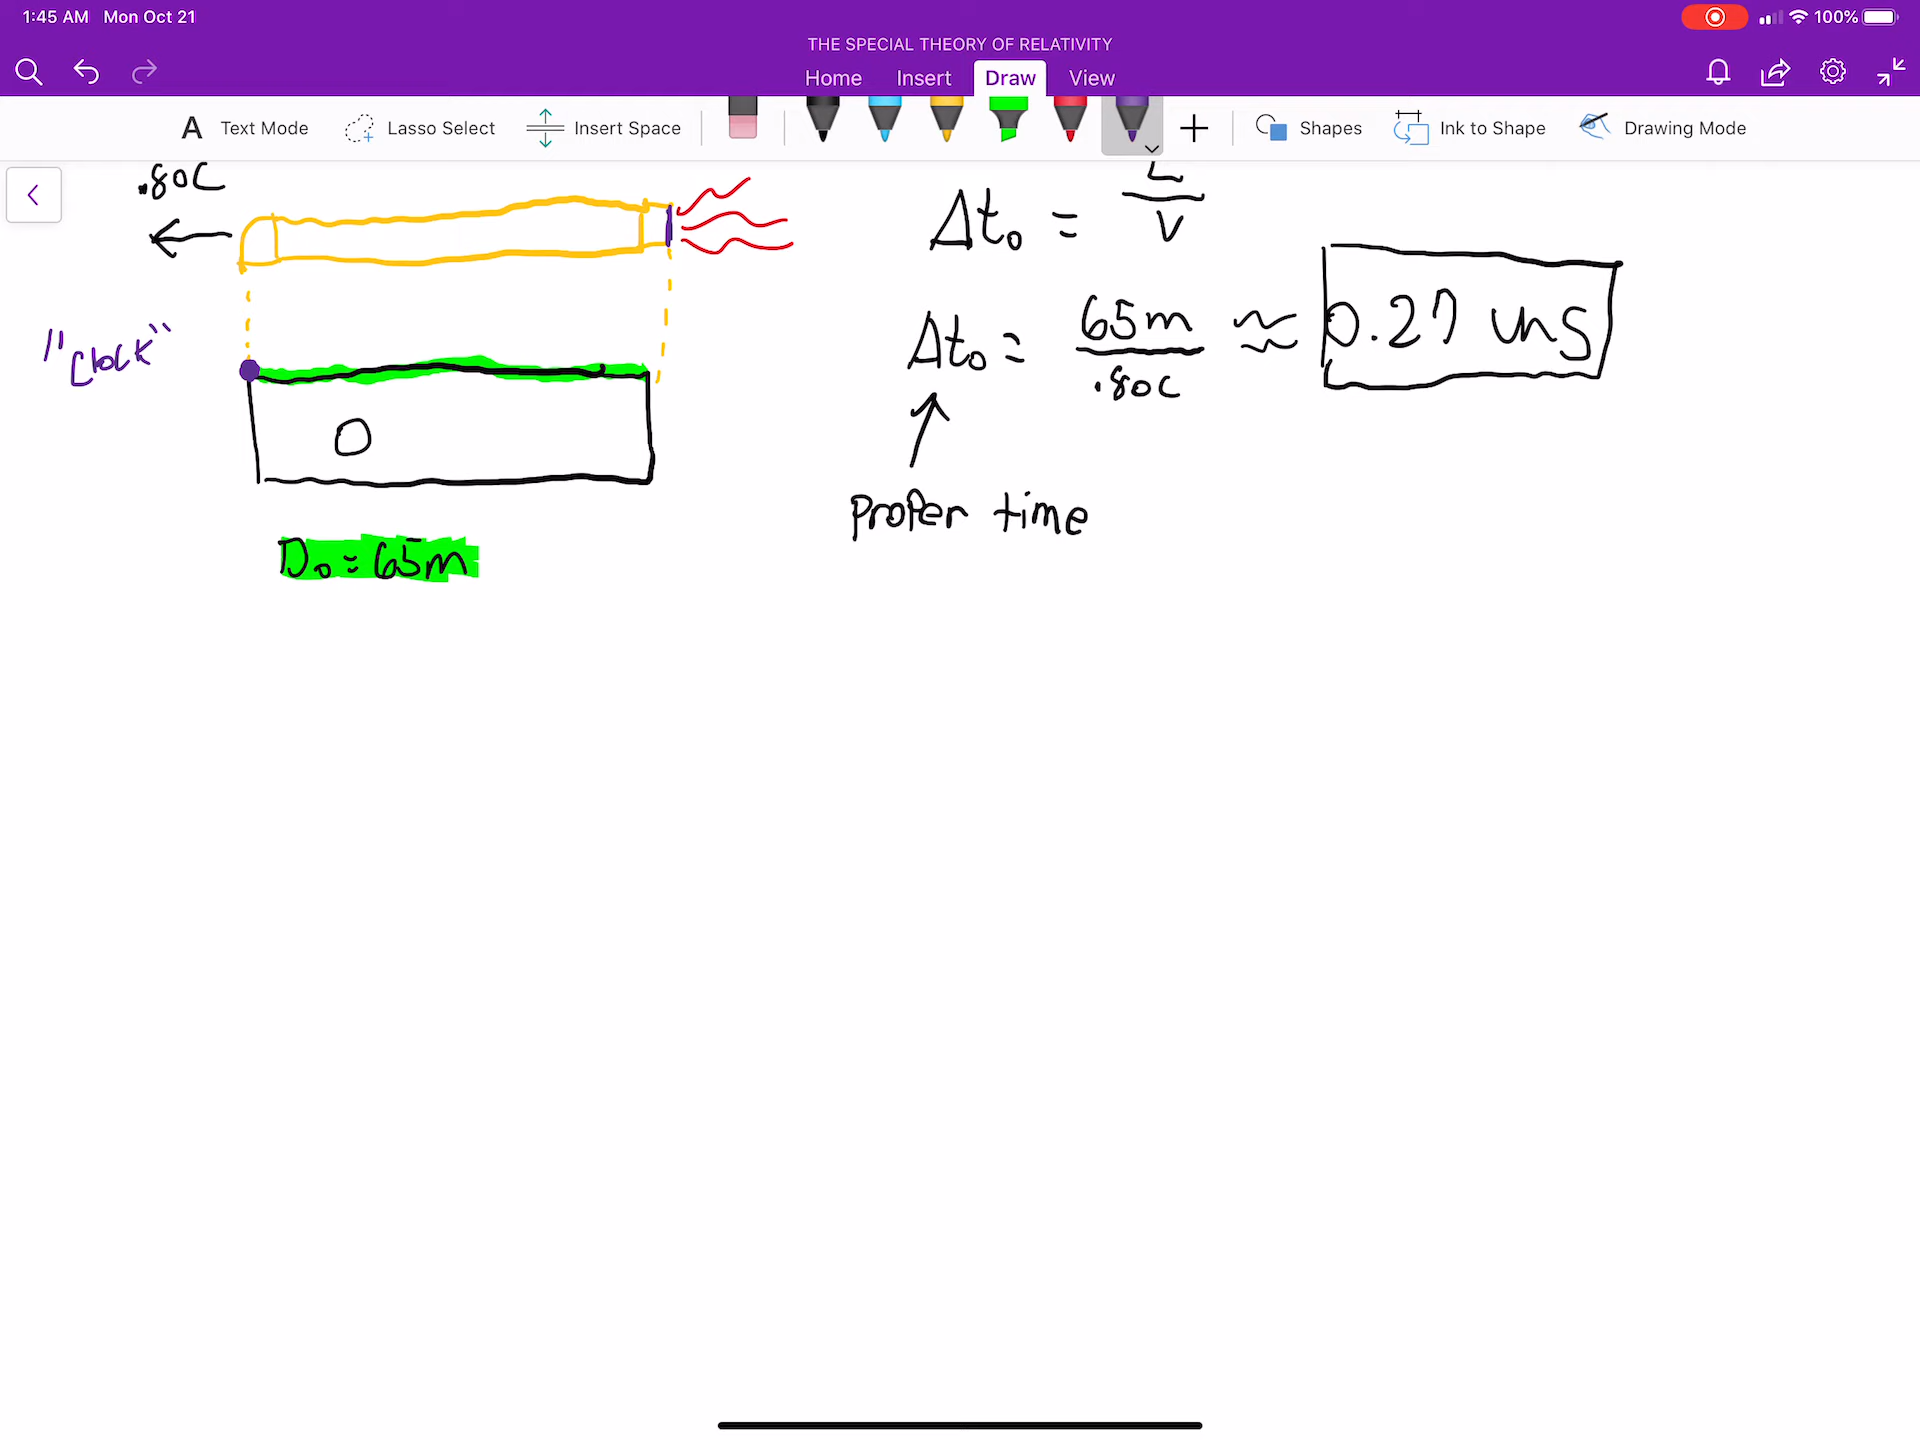 1:45 AM Mon Oct 21
100%
THE SPECIAL THEORY OF RELATIVITY
Home Insert Draw View
A Text Mode Lasso Select Insert Space Shapes Ink to Shape Drawing Mode
.80C
Δt₀ = L/V
"Clock"
Δt₀ = 65m/.80C ≈ 0.27 μs
O
Proper time
D₀ = 65m